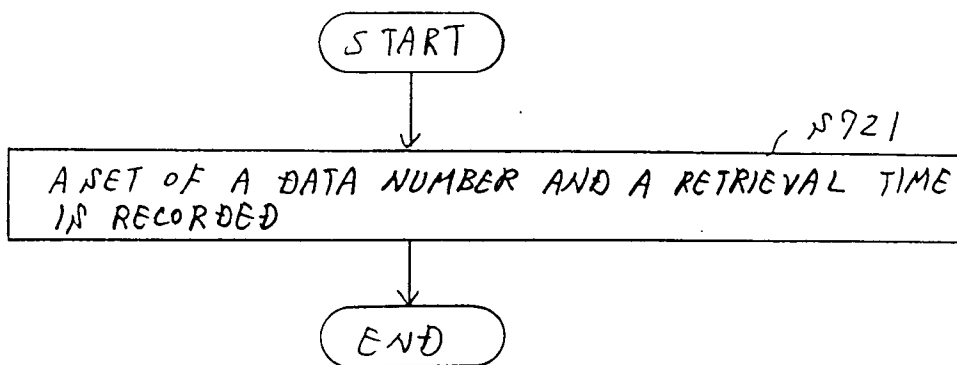 START
S721
A SET OF A DATA NUMBER AND A RETRIEVAL TIME
IS RECORDED
END